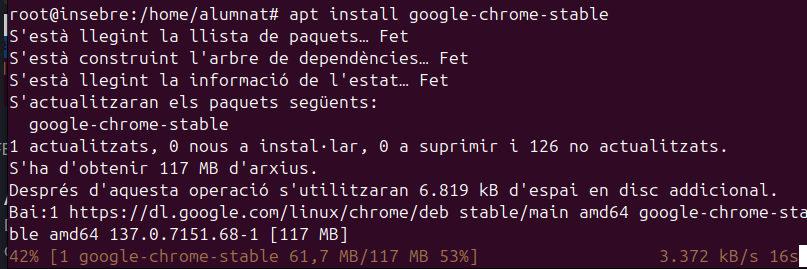 root@insebre:/home/alumnat# apt install google-chrome-stable
S'està llegint la llista de paquets… Fet
S'està construint l'arbre de dependències… Fet
S'està llegint la informació de l'estat… Fet
S'actualitzaran els paquets següents:
  google-chrome-stable
1 actualitzats, 0 nous a instal·lar, 0 a suprimir i 126 no actualitzats.
S'ha d'obtenir 117 MB d'arxius.
Després d'aquesta operació s'utilitzaran 6.819 kB d'espai en disc addicional.
Bai:1 https://dl.google.com/linux/chrome/deb stable/main amd64 google-chrome-sta
ble amd64 137.0.7151.68-1 [117 MB]
42% [1 google-chrome-stable 61,7 MB/117 MB 53%] 3.372 kB/s 16s